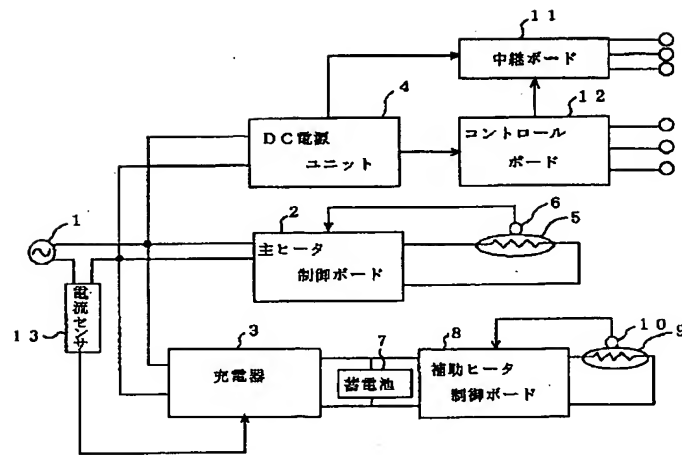 11
中継ボード
4
12
DC電源
ユニット
コントロール
ボード
6
5
1
2
主ヒータ
制御ボード
電流センサ
13
3
充電器
7
蓄電池
8
補助ヒータ
制御ボード
10
9